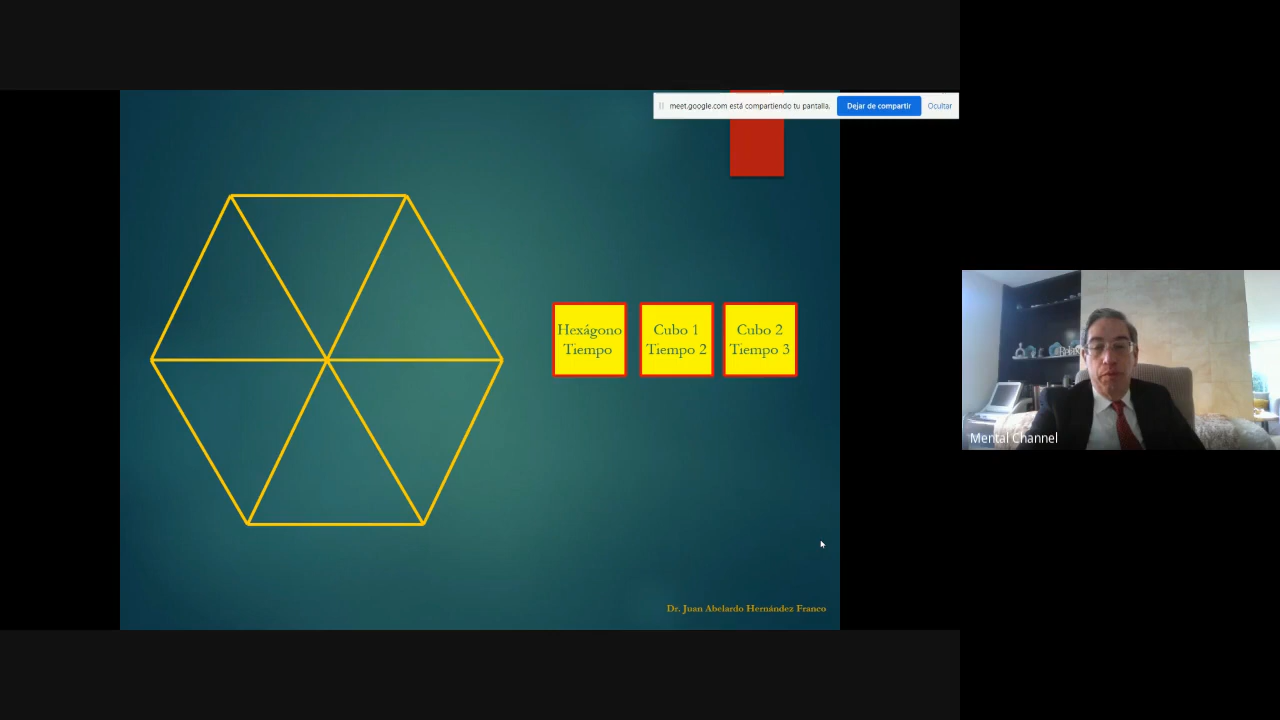 meet.google.com está compartiendo tu pantalla.
Dejar de compartir
Ocultar
Hexágono
Tiempo
Cubo 1
Tiempo 2
Cubo 2
Tiempo 3
Mental Channel
Dr. Juan Abelardo Hernández Franco